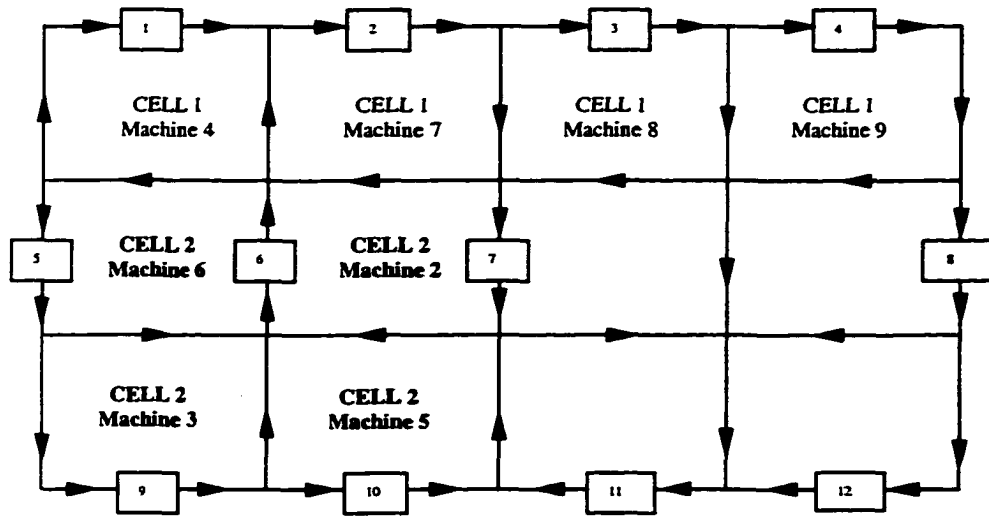 1
2
3
4
CELL 1
Machine 4
CELL 1
Machine 7
CELL 1
Machine 8
CELL 1
Machine 9
5
CELL 2
Machine 6
6
CELL 2
Machine 2
7
8
CELL 2
Machine 3
CELL 2
Machine 5
9
10
11
12